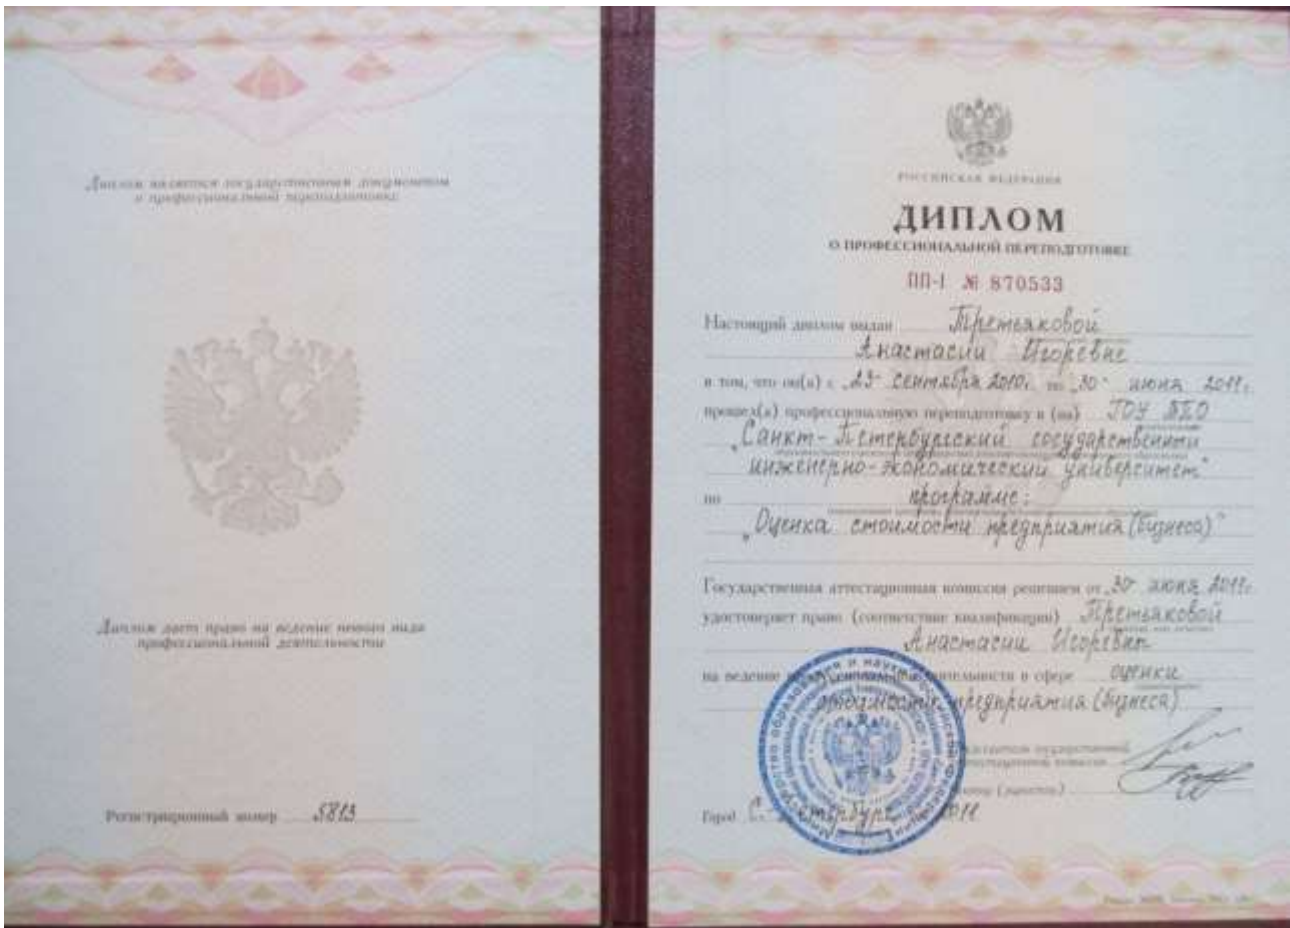 Диплом является государственным документом
о профессиональной переподготовке
Диплом дает право на ведение нового вида
профессиональной деятельности
Регистрационный номер 5813
РОССИЙСКАЯ ФЕДЕРАЦИЯ
ДИПЛОМ
О ПРОФЕССИОНАЛЬНОЙ ПЕРЕПОДГОТОВКЕ
ПП-I № 870533
Настоящий диплом выдан Третьяковой
Анастасии Игоревне
в том, что он(а) с „23“ сентября 2010г. по „30“ июня 2011г.
прошел(а) профессиональную переподготовку в (на) ГОУ ВПО
„Санкт-Петербургский государственный
инженерно-экономический университет“
по программе:
„Оценка стоимости предприятия (бизнеса)“
Государственная аттестационная комиссия решением от „30“ июня 2011г.
удостоверяет право (соответствие квалификации) Третьяковой
Анастасии Игоревны
на ведение профессиональной деятельности в сфере оценки
стоимости предприятия (бизнеса)
Город С.-Петербург 2011